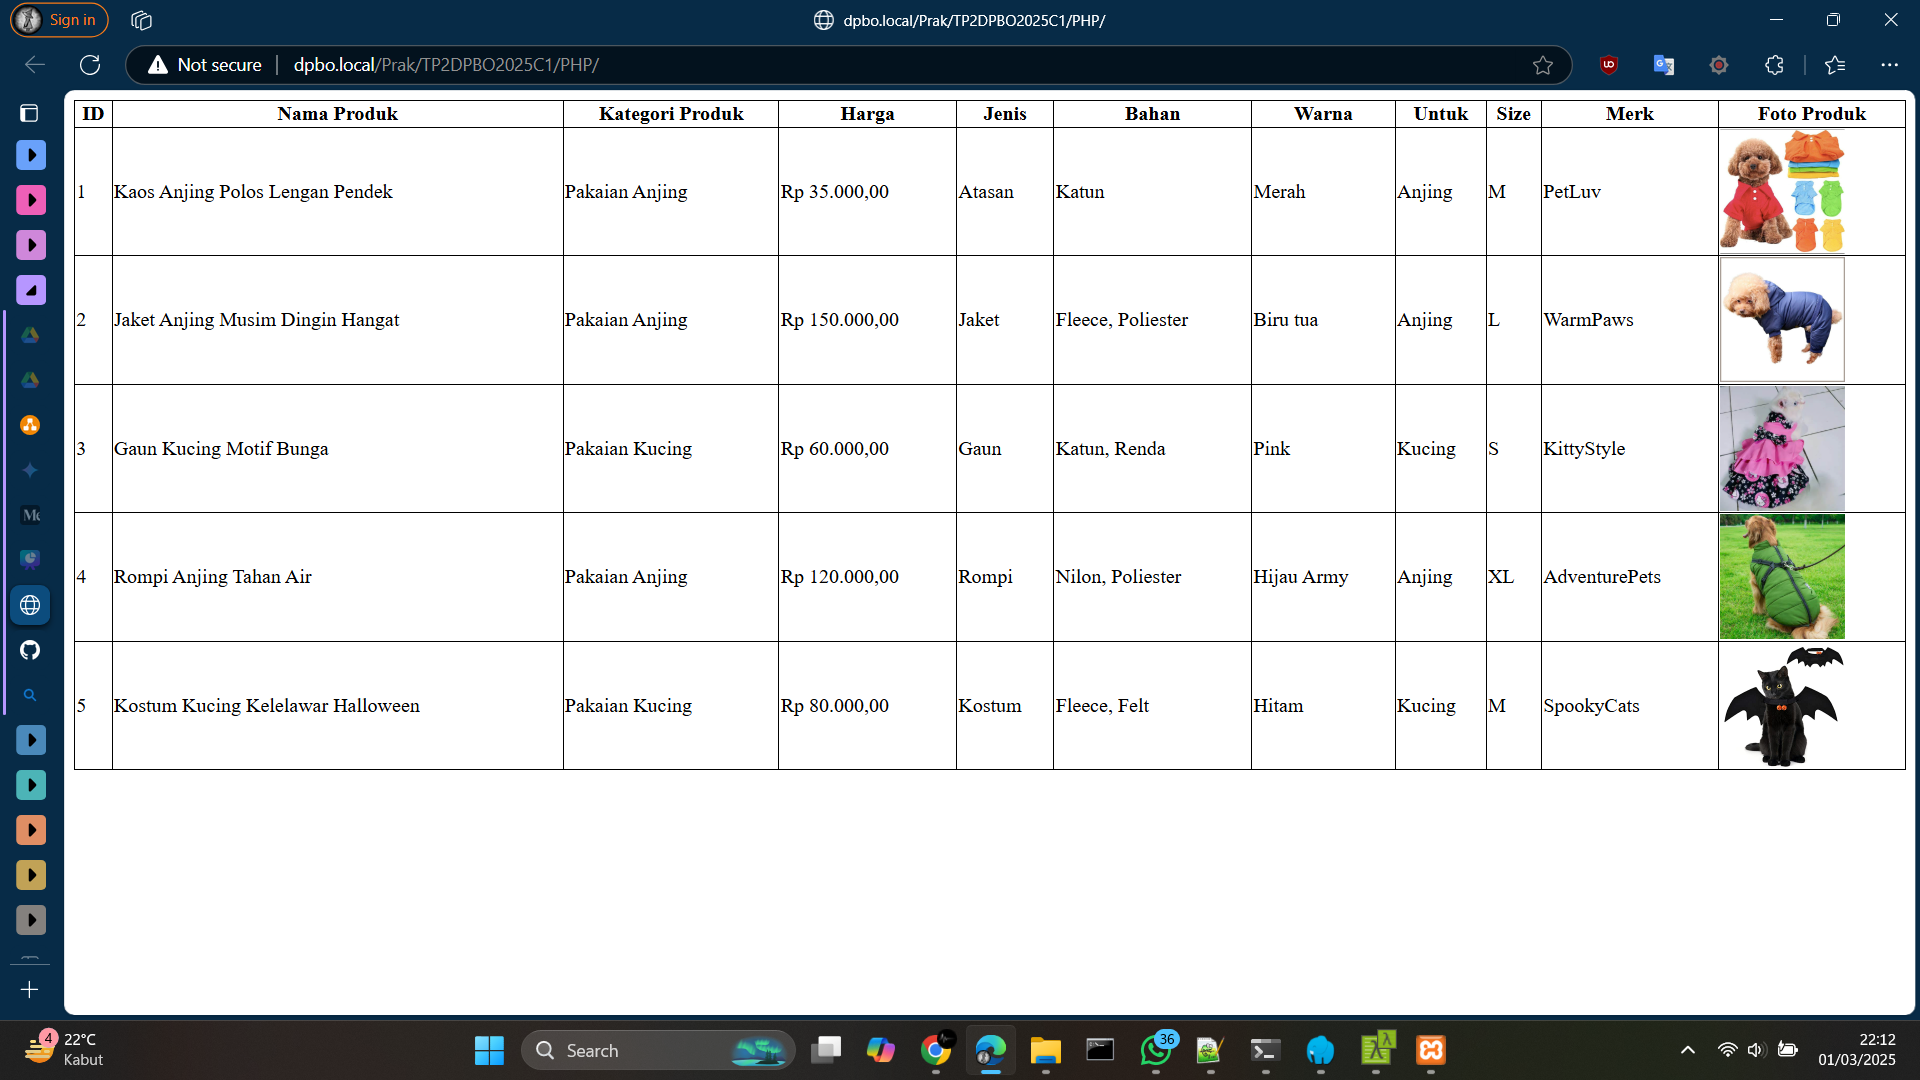 Sign in
dpbo.local/Prak/TP2DPBO2025C1/PHP/
Not secure
dpbo.local/Prak/TP2DPBO2025C1/PHP/
ID Nama Produk Kategori Produk Harga Jenis Bahan Warna Untuk Size Merk Foto Produk
1 Kaos Anjing Polos Lengan Pendek Pakaian Anjing Rp 35.000,00 Atasan Katun Merah Anjing M PetLuv
2 Jaket Anjing Musim Dingin Hangat Pakaian Anjing Rp 150.000,00 Jaket Fleece, Poliester Biru tua Anjing L WarmPaws
3 Gaun Kucing Motif Bunga Pakaian Kucing Rp 60.000,00 Gaun Katun, Renda Pink Kucing S KittyStyle
4 Rompi Anjing Tahan Air Pakaian Anjing Rp 120.000,00 Rompi Nilon, Poliester Hijau Army Anjing XL AdventurePets
5 Kostum Kucing Kelelawar Halloween Pakaian Kucing Rp 80.000,00 Kostum Fleece, Felt Hitam Kucing M SpookyCats
4
22°C
Kabut
Search
36
22:12
01/03/2025